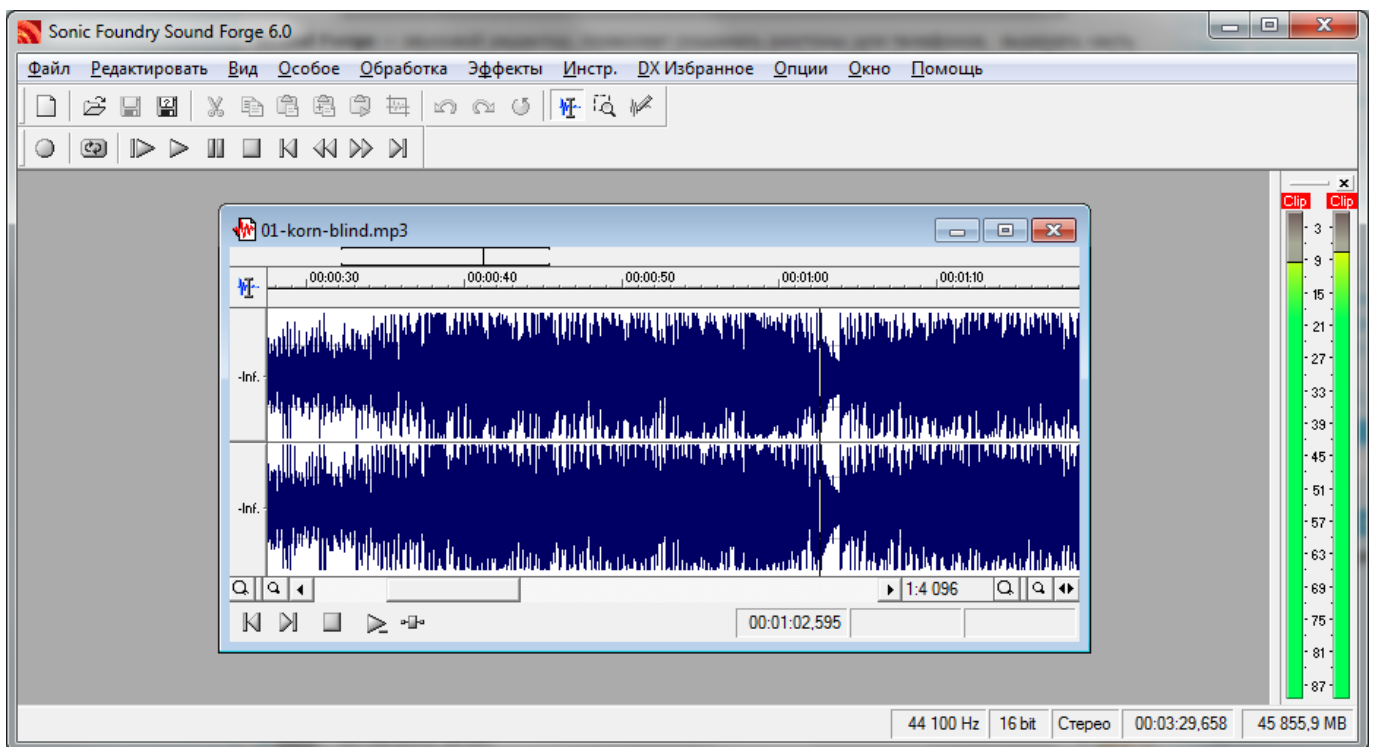 Sonic Foundry Sound Forge 6.0
Файл Редактировать Вид Особое Обработка Эффекты Инстр. DX Избранное Опции Окно Помощь
01-korn-blind.mp3
00:00:30 00:00:40 00:00:50 00:01:00 00:01:10
-Inf.
-Inf.
1:4 096
00:01:02,595
Clip Clip
3
9
15
21
27
33
39
45
51
57
63
69
75
81
87
44 100 Hz 16 bit Стерео 00:03:29,658 45 855,9 MB